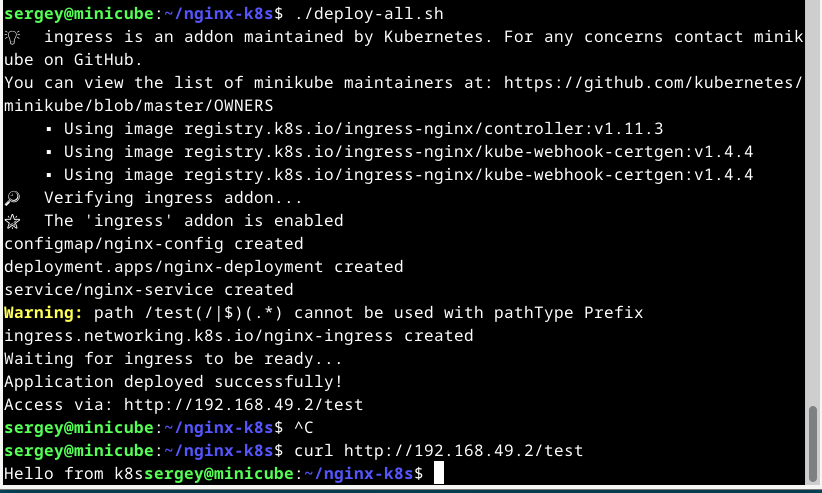 sergey@minicube:~/nginx-k8s$ ./deploy-all.sh
💡  ingress is an addon maintained by Kubernetes. For any concerns contact minik
ube on GitHub.
You can view the list of minikube maintainers at: https://github.com/kubernetes/
minikube/blob/master/OWNERS
    ▪ Using image registry.k8s.io/ingress-nginx/controller:v1.11.3
    ▪ Using image registry.k8s.io/ingress-nginx/kube-webhook-certgen:v1.4.4
    ▪ Using image registry.k8s.io/ingress-nginx/kube-webhook-certgen:v1.4.4
🔎  Verifying ingress addon...
🌟  The 'ingress' addon is enabled
configmap/nginx-config created
deployment.apps/nginx-deployment created
service/nginx-service created
Warning: path /test(/|$)(.*) cannot be used with pathType Prefix
ingress.networking.k8s.io/nginx-ingress created
Waiting for ingress to be ready...
Application deployed successfully!
Access via: http://192.168.49.2/test
sergey@minicube:~/nginx-k8s$ ^C
sergey@minicube:~/nginx-k8s$ curl http://192.168.49.2/test
Hello from k8ssergey@minicube:~/nginx-k8s$